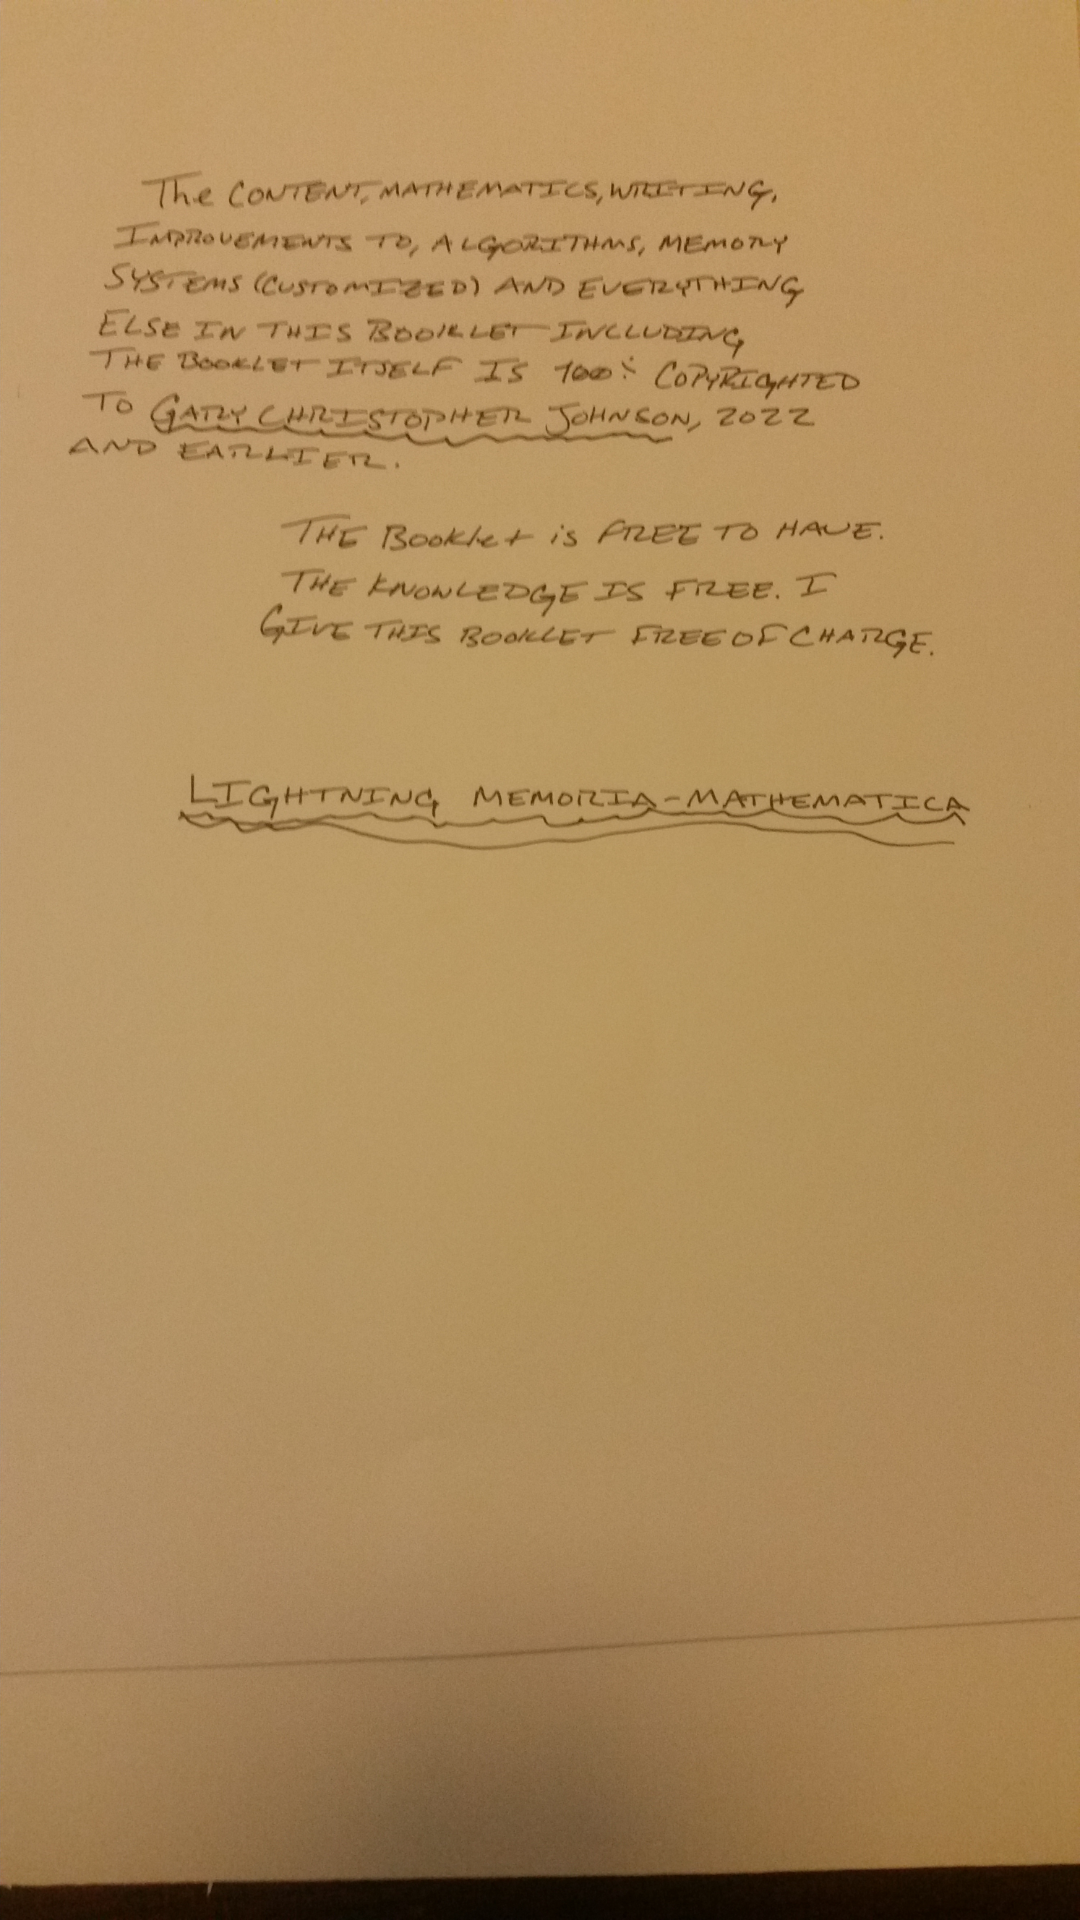 The CONTENT, MATHEMATICS, WRITING,
IMPROVEMENTS TO, ALGORITHMS, MEMORY
SYSTEMS (CUSTOMIZED) AND EVERYTHING
ELSE IN THIS BOOKLET INCLUDING
THE BOOKLET ITSELF IS 100% COPYRIGHTED
TO GARY CHRISTOPHER JOHNSON, 2022
AND EARLIER.
THE Booklet is FREE TO HAVE.
THE KNOWLEDGE IS FREE. I
GIVE THIS BOOKLET FREE OF CHARGE.
LIGHTNING MEMORIA-MATHEMATICA